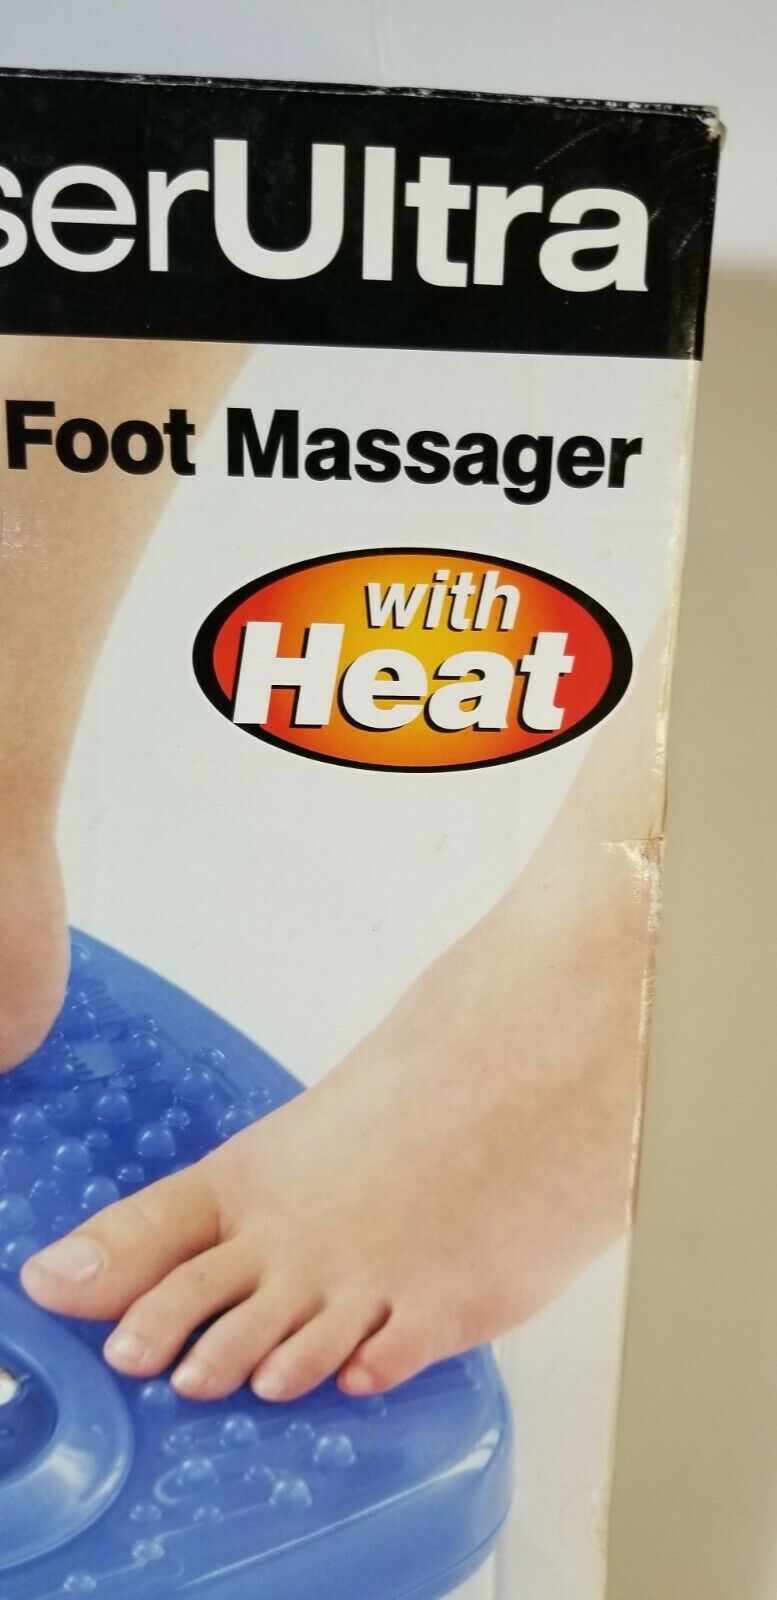 serUltra
Foot Massager
with
Heat